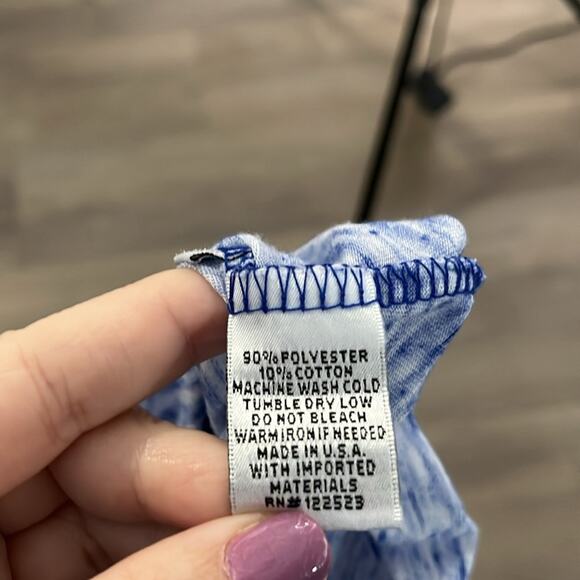 90% POLYESTER
10% COTTON
MACHINE WASH COLD
TUMBLE DRY LOW
DO NOT BLEACH
WARM IRON IF NEEDED
MADE IN U.S.A.
WITH IMPORTED
MATERIALS
RN# 122523